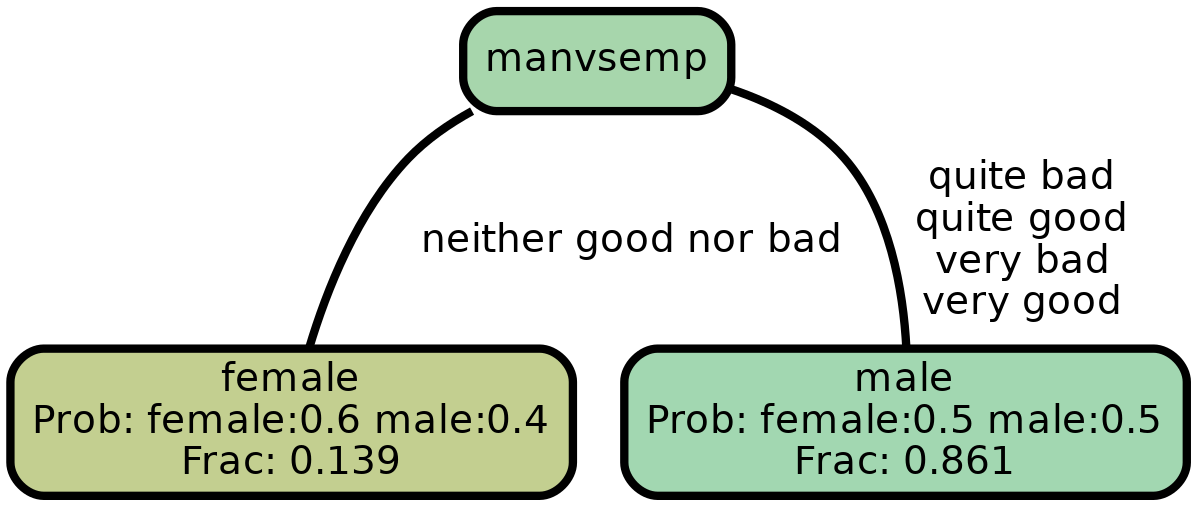 manvsemp
neither good nor bad
quite bad
quite good
very bad
very good
female
Prob: female:0.6 male:0.4
Frac: 0.139
male
Prob: female:0.5 male:0.5
Frac: 0.861